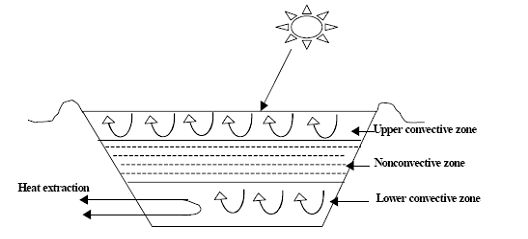 Upper convective zone
Nonconvective zone
Heat extraction
Lower convective zone